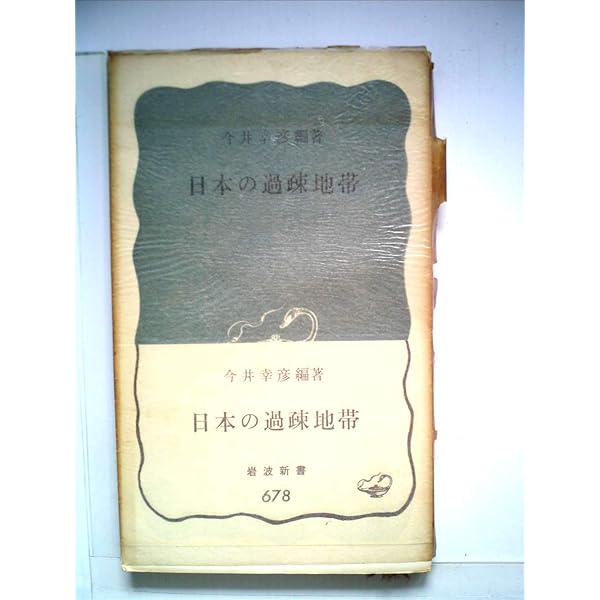 今井幸彦編著
日本の過疎地帯
今井幸彦編著
日本の過疎地帯
岩波新書
678